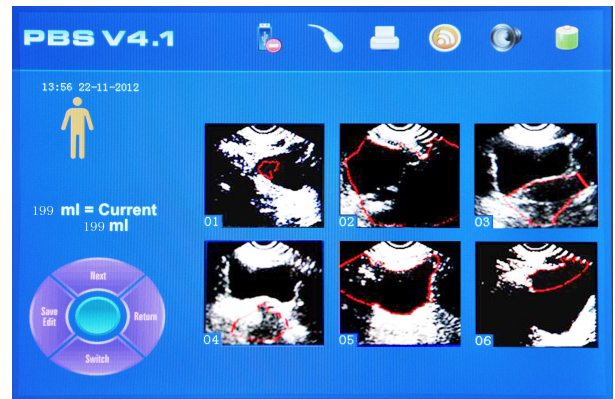 PBS V4.1
13:56 22-11-2012
199 ml = Current
199 ml
Next
Save
Edit
Return
Switch
01
02
03
04
05
06